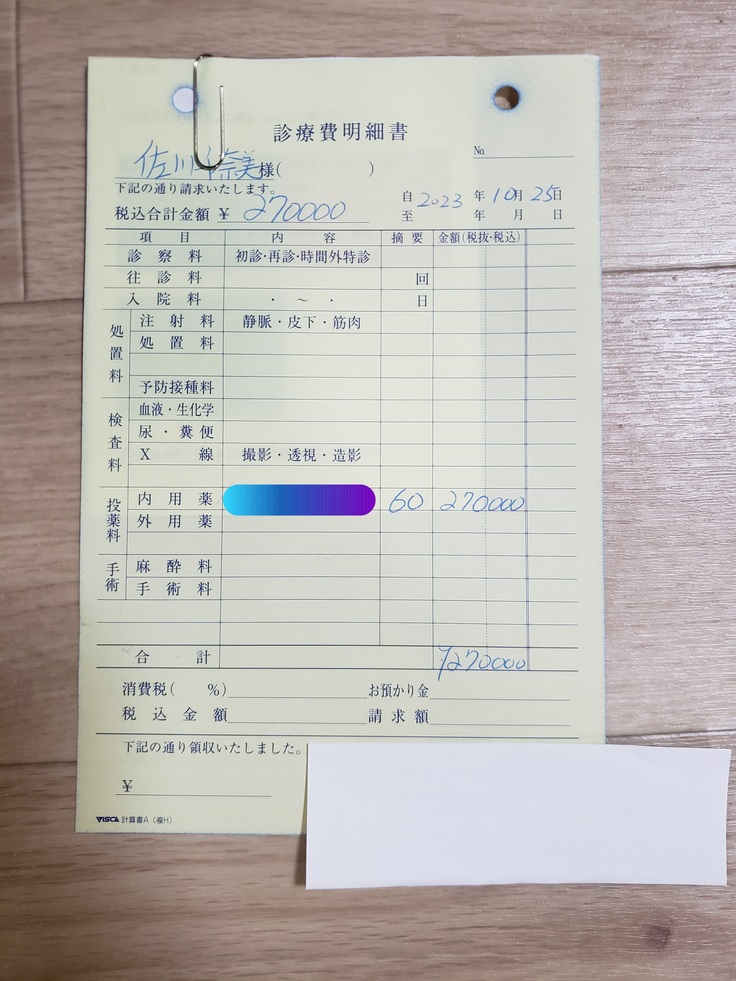 診療費明細書
No.
佐川 奈美様( )
下記の通り請求いたします。
税込合計金額 ¥ 270000
自 2023 年 10月 25日
至 年 月 日
項目 内容 摘要 金額(税抜・税込)
診察料 初診・再診・時間外特診
往診料 回
入院料 ・ ～ ・ 日
処置料
注射料 静脈・皮下・筋肉
処置料
予防接種料
検査料
血液・生化学
尿・糞便
X線 撮影・透視・造影
投薬料
内用薬 60 270000
外用薬
手術
麻酔料
手術料
合計 ¥270000
消費税( %) お預かり金
税込金額 請求額
下記の通り領収いたしました。
¥
VISCA 計算書A（複H）